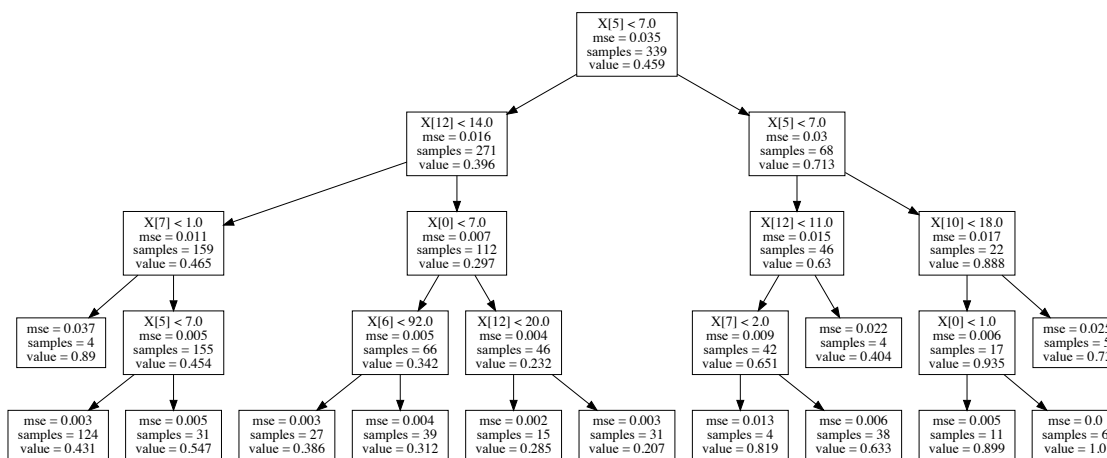 X[5] < 7.0
mse = 0.035
samples = 339
value = 0.459
X[12] < 14.0
mse = 0.016
samples = 271
value = 0.396
X[5] < 7.0
mse = 0.03
samples = 68
value = 0.713
X[7] < 1.0
mse = 0.011
samples = 159
value = 0.465
X[0] < 7.0
mse = 0.007
samples = 112
value = 0.297
X[12] < 11.0
mse = 0.015
samples = 46
value = 0.63
X[10] < 18.0
mse = 0.017
samples = 22
value = 0.888
mse = 0.037
samples = 4
value = 0.89
X[5] < 7.0
mse = 0.005
samples = 155
value = 0.454
X[6] < 92.0
mse = 0.005
samples = 66
value = 0.342
X[12] < 20.0
mse = 0.004
samples = 46
value = 0.232
X[7] < 2.0
mse = 0.009
samples = 42
value = 0.651
mse = 0.022
samples = 4
value = 0.404
X[0] < 1.0
mse = 0.006
samples = 17
value = 0.935
mse = 0.025
samples = 5
value =
mse = 0.003
samples = 124
value = 0.431
mse = 0.005
samples = 31
value = 0.547
mse = 0.003
samples = 27
value = 0.386
mse = 0.004
samples = 39
value = 0.312
mse = 0.002
samples = 15
value = 0.285
mse = 0.003
samples = 31
value = 0.207
mse = 0.013
samples = 4
value = 0.819
mse = 0.006
samples = 38
value = 0.633
mse = 0.005
samples = 11
value = 0.899
mse = 0.0
samples = 6
value = 1.0